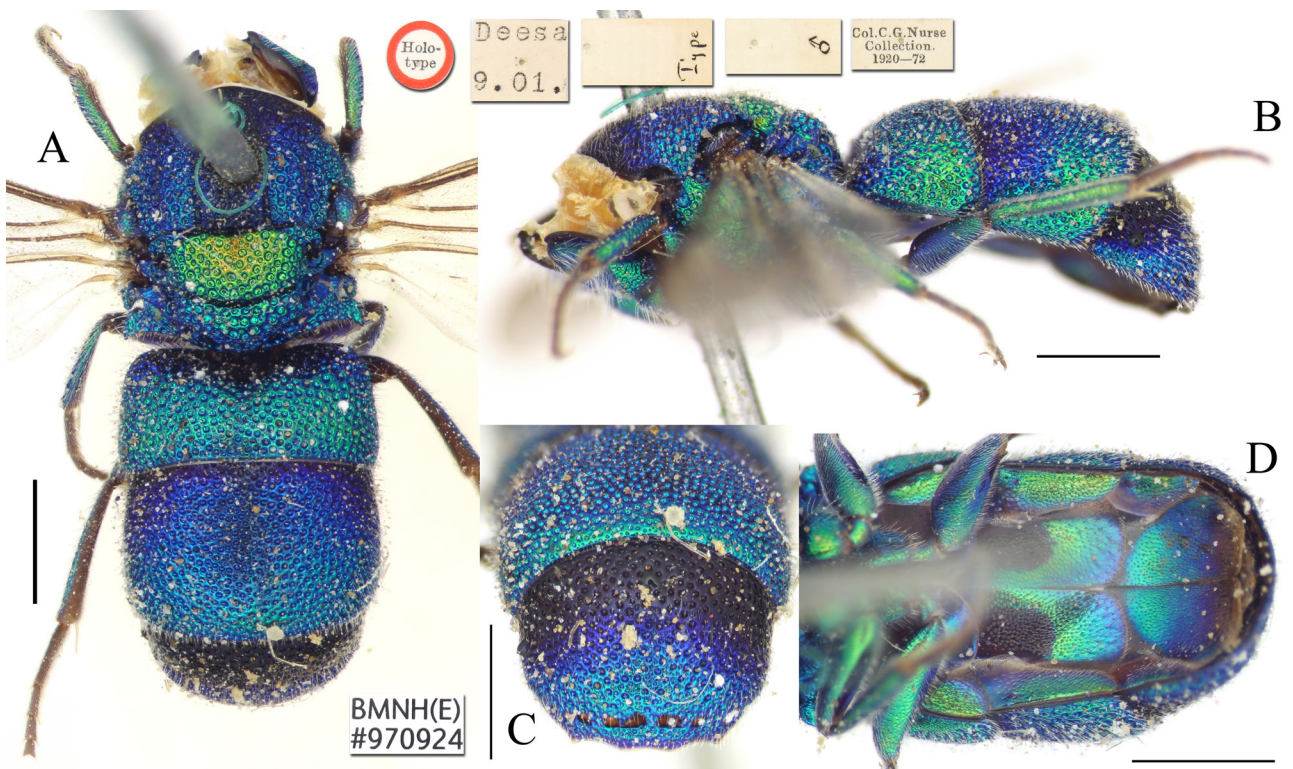 Holo-
type
Deesa
9.01.
Type
♂
Col.C.G.Nurse
Collection.
1920—72
A
B
C
D
BMNH(E)
#970924